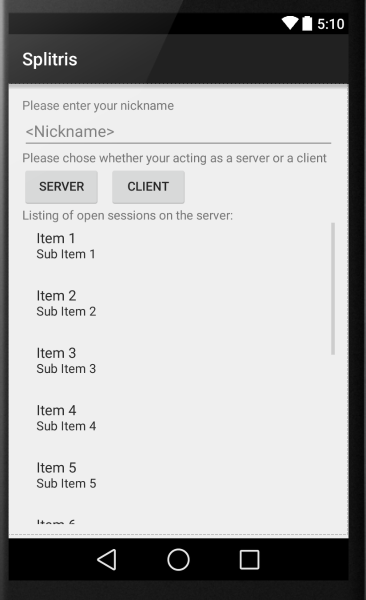 5:10
Splitris
Please enter your nickname
<Nickname>
Please chose whether your acting as a server or a client
SERVER CLIENT
Listing of open sessions on the server:
Item 1
Sub Item 1
Item 2
Sub Item 2
Item 3
Sub Item 3
Item 4
Sub Item 4
Item 5
Sub Item 5
Item 6